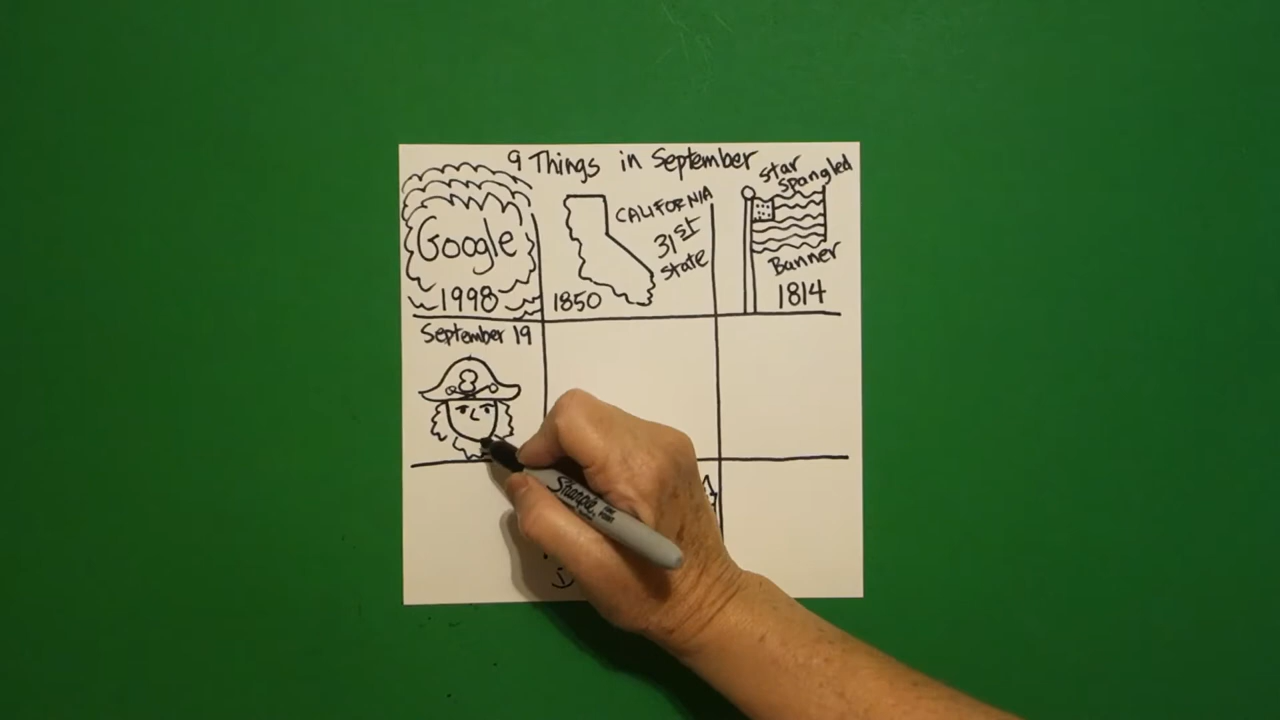 9 Things in September
Google
1998
CALIFORNIA
31st
State
1850
Star
Spangled
Banner
1814
September 19
Sharpie